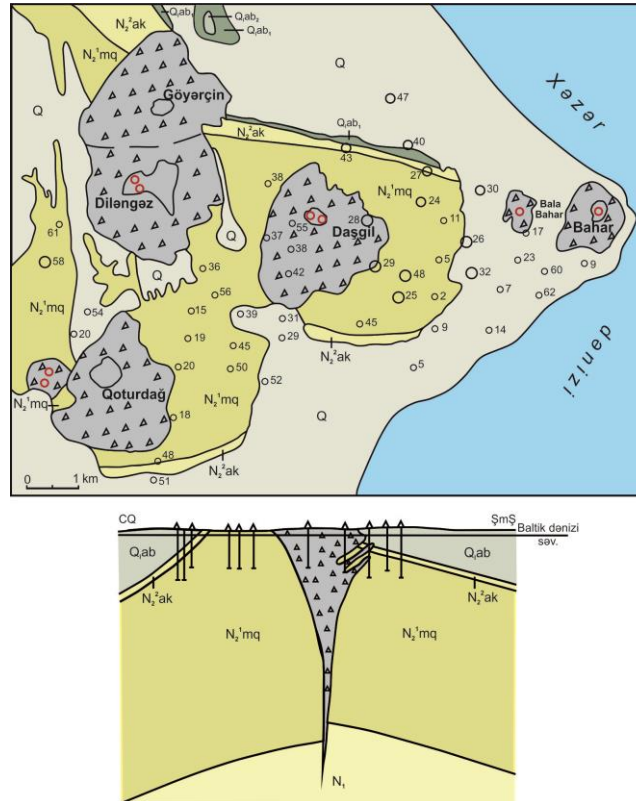 Q₁ab₁
Q₁ab₂
Q₁ab₁
N₂²ak
N₂¹mq
Q
Q
Göyərçin
47
Xəzər
N₂²ak
Q₁ab₁
40
43
27
38
N₂¹mq
24
30
Diləngəz
55
28
11
Bala
Bahar
Bahar
61
37
Daşgil
17
26
Q
38
58
36
42
29
48
5
32
23
60
9
Q
56
25
2
7
62
N₂¹mq
54
15
39
31
45
9
14
20
19
45
29
N₂²ak
dənizi
20
50
52
5
Qoturdağ
N₂¹mq
N₂¹mq
Q
18
48
N₂²ak
51
0 1 km
CQ
ŞmŞ
Baltik dənizi
səv.
Q₁ab
Q₁ab
N₂²ak
N₂²ak
N₂¹mq
N₂¹mq
N₁